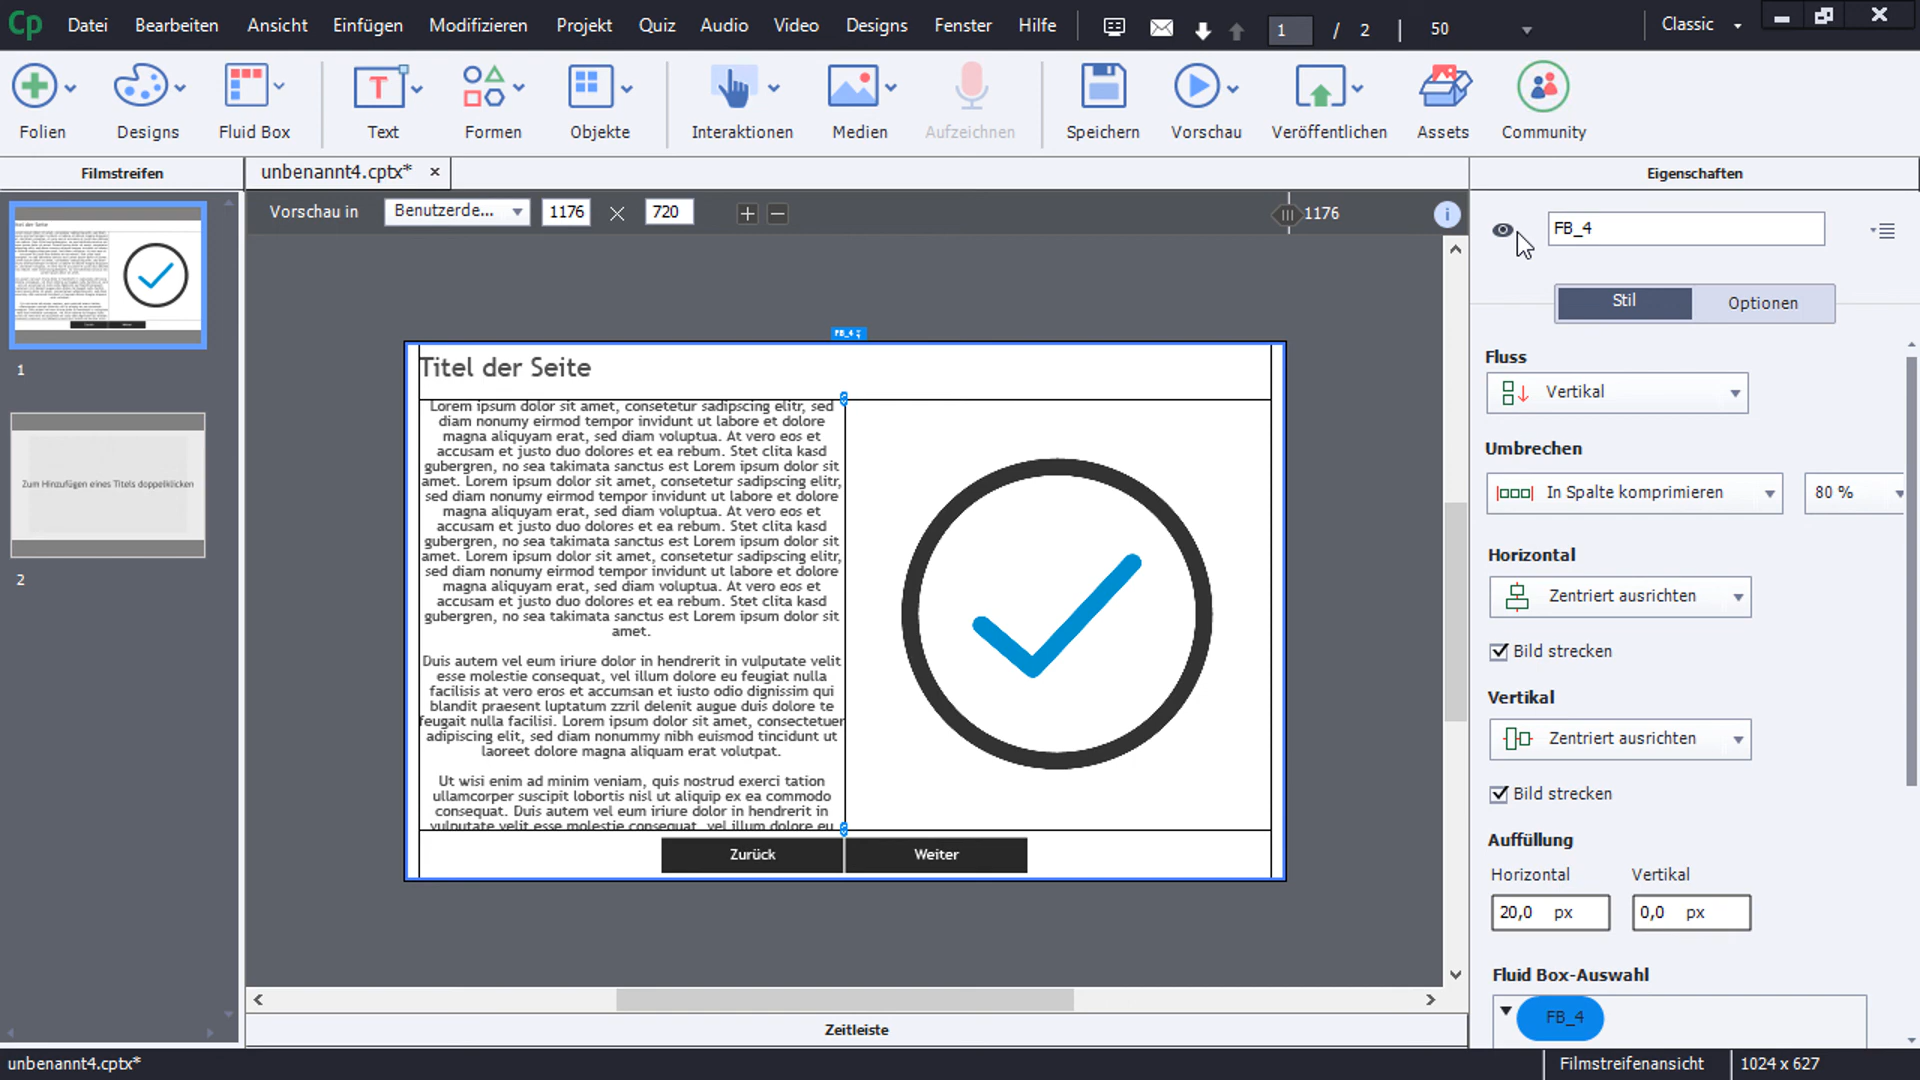 Cp Datei Bearbeiten Ansicht Einfügen Modifizieren Projekt Quiz Audio Video Designs Fenster Hilfe 1 / 2 50 Classic
Folien Designs Fluid Box Text Formen Objekte Interaktionen Medien Aufzeichnen Speichern Vorschau Veröffentlichen Assets Community
Filmstreifen
unbenannt4.cptx*
Eigenschaften
Vorschau in Benutzerde... 1176 720 1176
FB_4
Stil Optionen
1
Zum Hinzufügen eines Titels doppelklicken
2
FB_4
Titel der Seite
Lorem ipsum dolor sit amet, consetetur sadipscing elitr, sed
diam nonumy eirmod tempor invidunt ut labore et dolore
magna aliquyam erat, sed diam voluptua. At vero eos et
accusam et justo duo dolores et ea rebum. Stet clita kasd
gubergren, no sea takimata sanctus est Lorem ipsum dolor sit
amet. Lorem ipsum dolor sit amet, consetetur sadipscing elitr,
sed diam nonumy eirmod tempor invidunt ut labore et dolore
magna aliquyam erat, sed diam voluptua. At vero eos et
accusam et justo duo dolores et ea rebum. Stet clita kasd
gubergren, no sea takimata sanctus est Lorem ipsum dolor sit
amet. Lorem ipsum dolor sit amet, consetetur sadipscing elitr,
sed diam nonumy eirmod tempor invidunt ut labore et dolore
magna aliquyam erat, sed diam voluptua. At vero eos et
accusam et justo duo dolores et ea rebum. Stet clita kasd
gubergren, no sea takimata sanctus est Lorem ipsum dolor sit
amet.
Duis autem vel eum iriure dolor in hendrerit in vulputate velit
esse molestie consequat, vel illum dolore eu feugiat nulla
facilisis at vero eros et accumsan et iusto odio dignissim qui
blandit praesent luptatum zzril delenit augue duis dolore te
feugait nulla facilisi. Lorem ipsum dolor sit amet, consectetuer
adipiscing elit, sed diam nonummy nibh euismod tincidunt ut
laoreet dolore magna aliquam erat volutpat.
Ut wisi enim ad minim veniam, quis nostrud exerci tation
ullamcorper suscipit lobortis nisl ut aliquip ex ea commodo
consequat. Duis autem vel eum iriure dolor in hendrerit in
vulputate velit esse molestie consequat, vel illum dolore eu
Zurück Weiter
Fluss
Vertikal
Umbrechen
In Spalte komprimieren 80 %
Horizontal
Zentriert ausrichten
Bild strecken
Vertikal
Zentriert ausrichten
Bild strecken
Auffüllung
Horizontal Vertikal
20,0 px 0,0 px
Fluid Box-Auswahl
FB_4
Zeitleiste
unbenannt4.cptx*
Filmstreifenansicht 1024 x 627